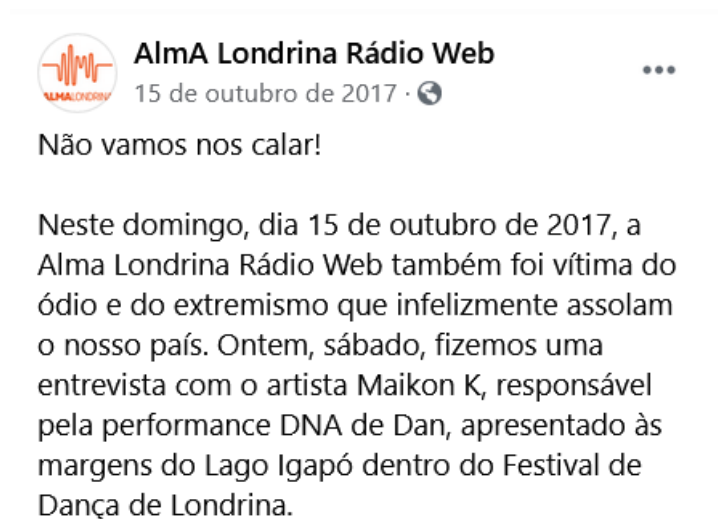 AlmA Londrina Rádio Web
ALMALONDRINA
15 de outubro de 2017 ·
Não vamos nos calar!
Neste domingo, dia 15 de outubro de 2017, a
Alma Londrina Rádio Web também foi vítima do
ódio e do extremismo que infelizmente assolam
o nosso país. Ontem, sábado, fizemos uma
entrevista com o artista Maikon K, responsável
pela performance DNA de Dan, apresentado às
margens do Lago Igapó dentro do Festival de
Dança de Londrina.